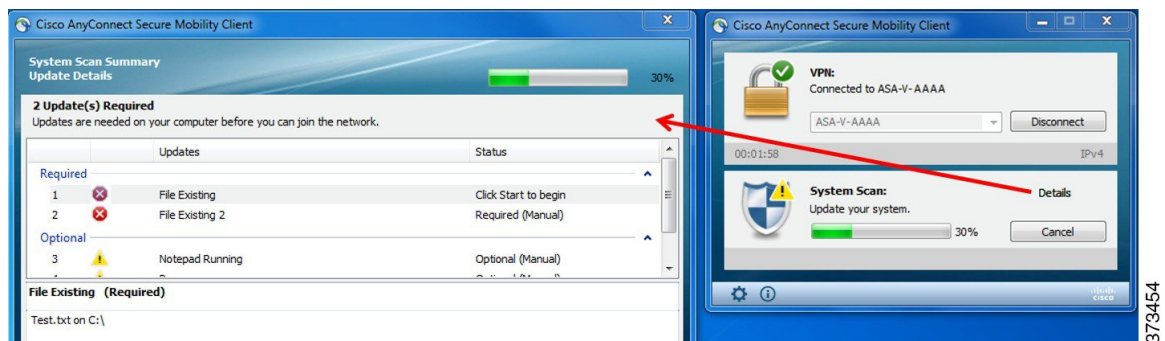 Cisco AnyConnect Secure Mobility Client
System Scan Summary
Update Details
30%
2 Update(s) Required
Updates are needed on your computer before you can join the network.
Updates Status
Required
1 File Existing Click Start to begin
2 File Existing 2 Required (Manual)
Optional
3 Notepad Running Optional (Manual)
File Existing (Required)
Test.txt on C:\
Cisco AnyConnect Secure Mobility Client
VPN:
Connected to ASA-V-AAAA
ASA-V-AAAA Disconnect
00:01:58 IPv4
System Scan: Details
Update your system.
30% Cancel
CISCO
373454